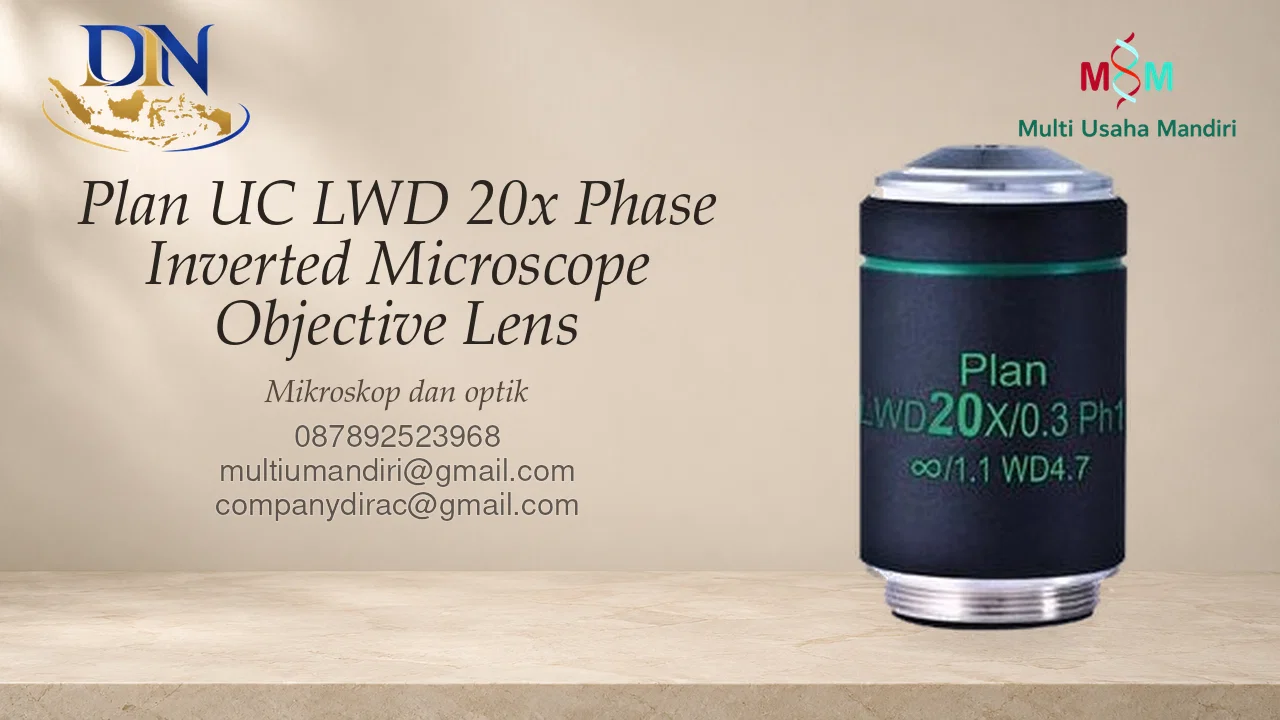 DN
M M
Multi Usaha Mandiri
Plan UC LWD 20x Phase
Inverted Microscope
Objective Lens
Mikroskop dan optik
087892523968
multiumandiri@gmail.com
companydirac@gmail.com
Plan
LWD20X/0.3 Ph1
∞/1.1 WD4.7